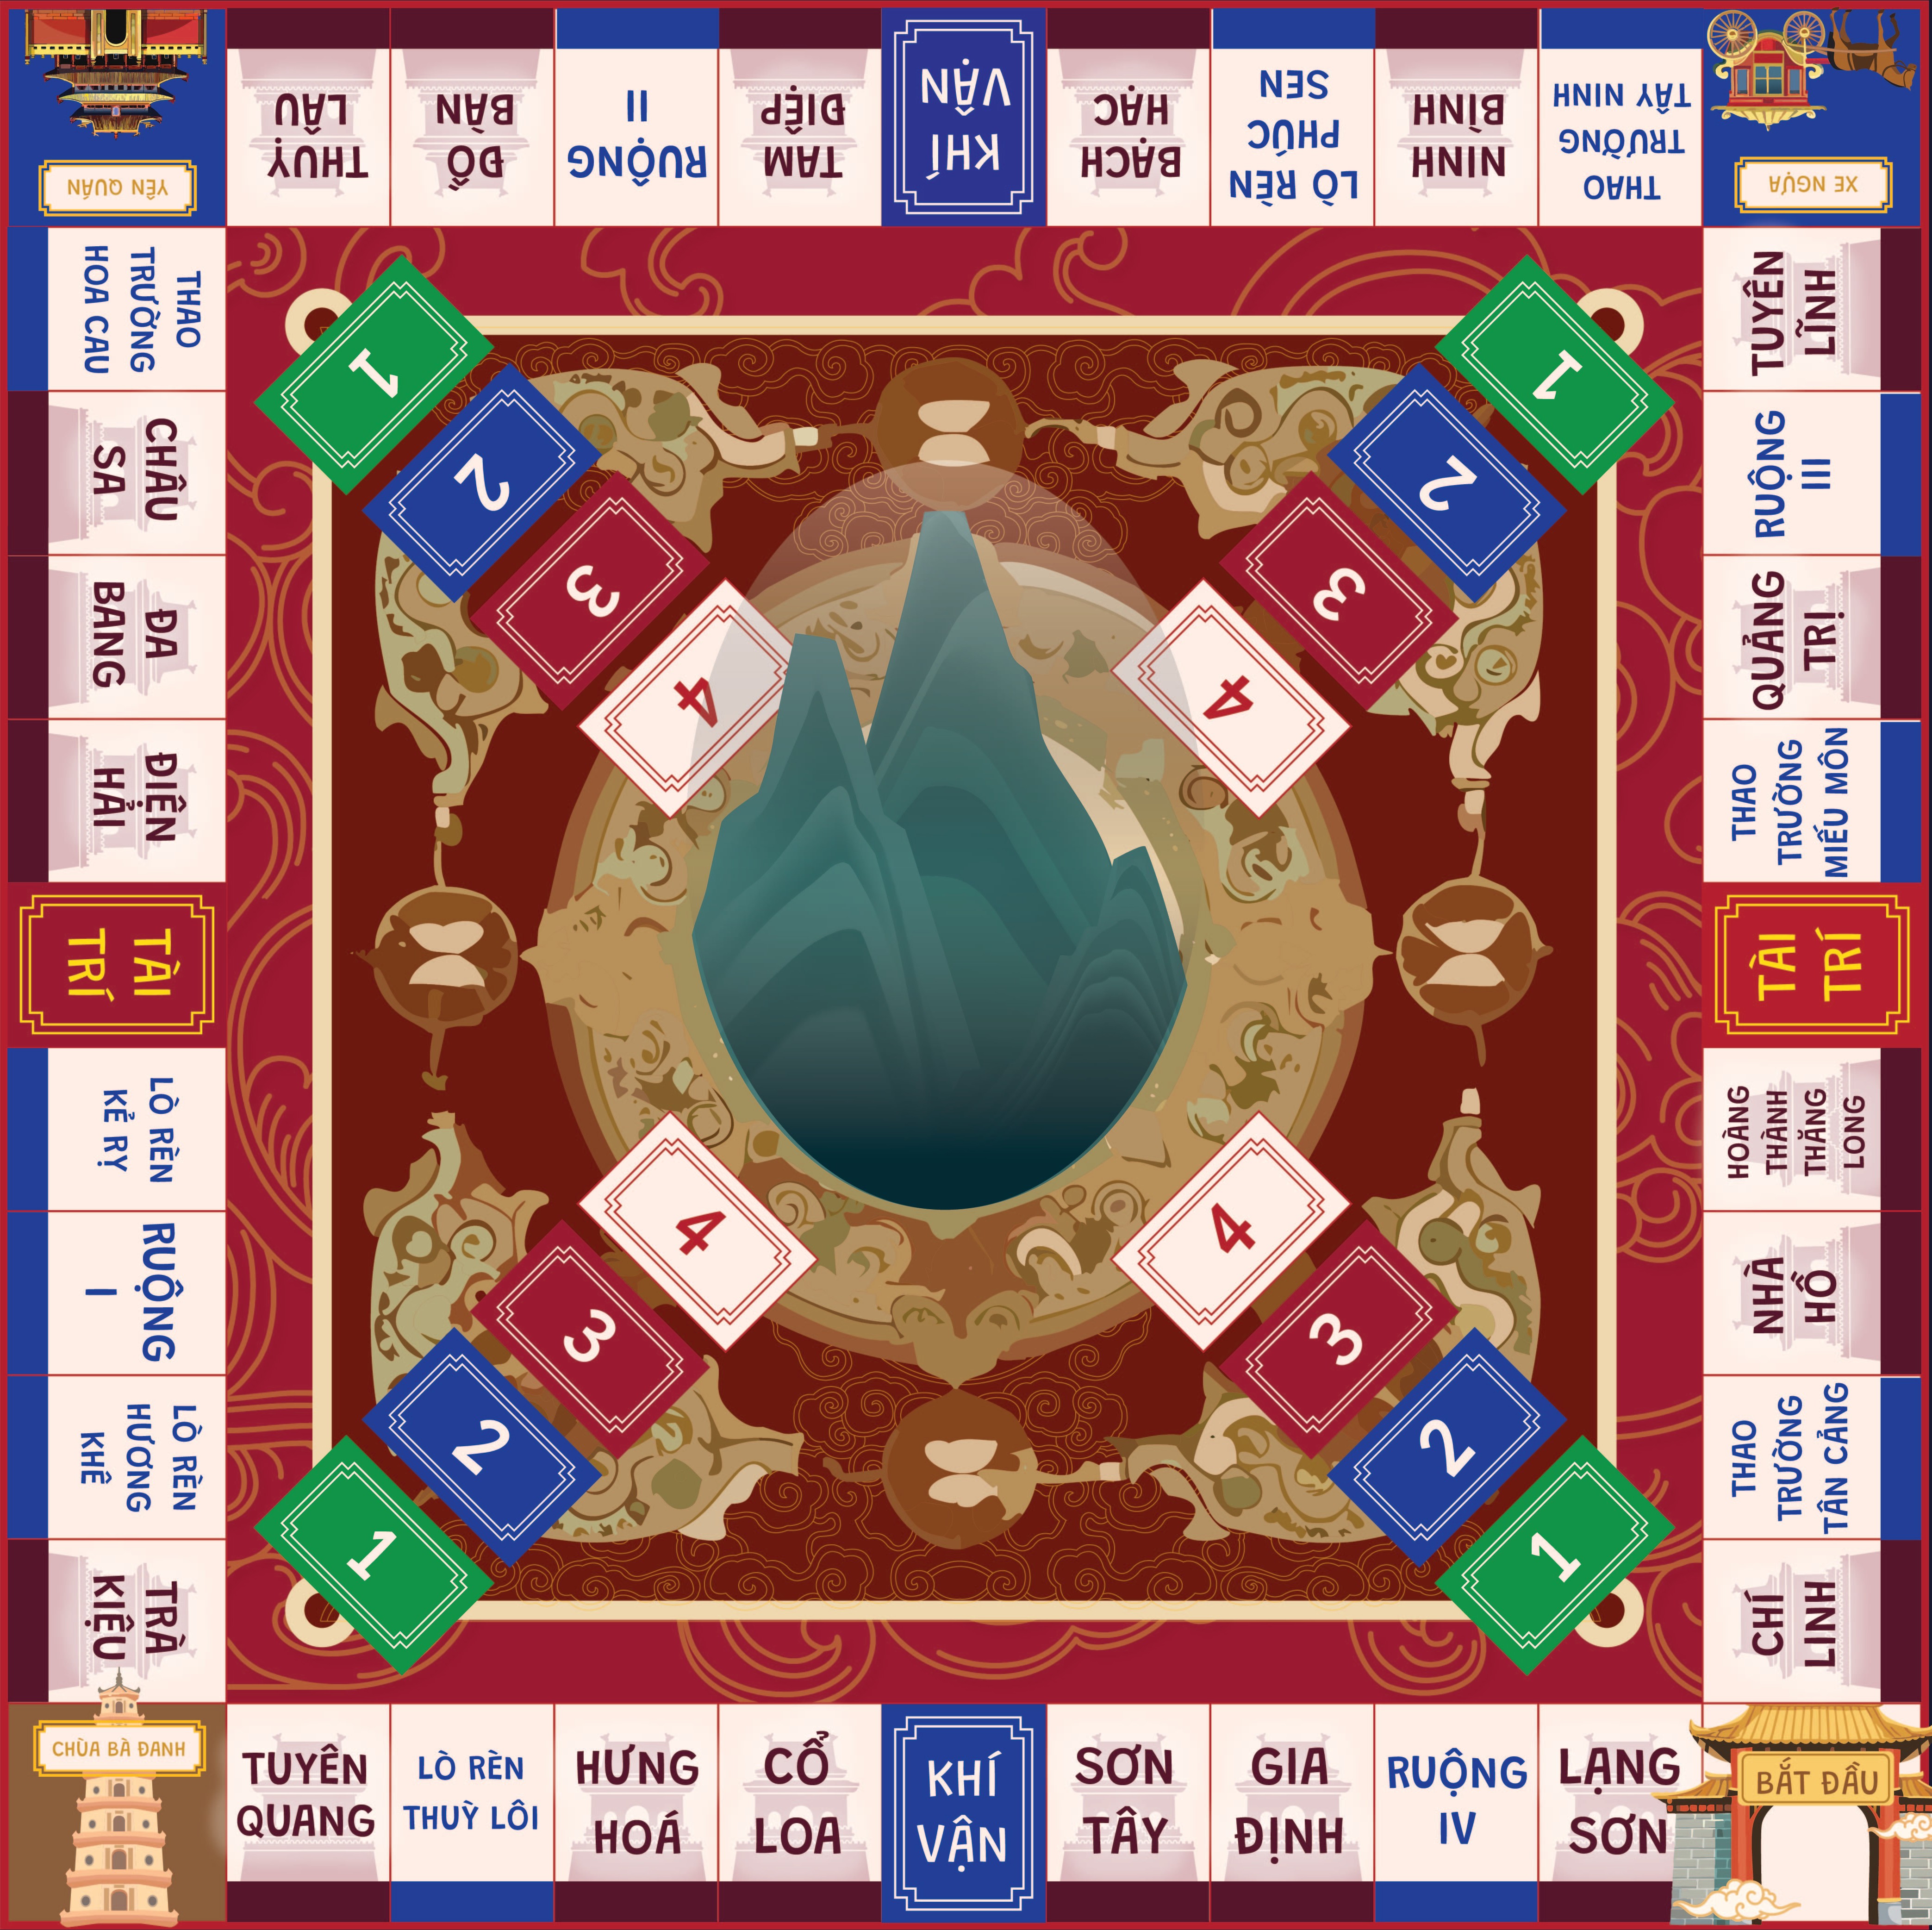 YÊN QUÁN
THUỴ
LÂU
ĐỒ
BÀN
RUỘNG
II
TAM
ĐIỆP
KHÍ
VẬN
BẠCH
HẠC
LÒ RÈN
PHÚC
SEN
NINH
BÌNH
THAO
TRƯỜNG
TÂY NINH
XE NGỰA
THAO
TRƯỜNG
HOA CAU
CHÂU
SA
ĐA
BANG
ĐIỆN
HẢI
TÀI
TRÍ
LÒ RÈN
KẺ RỴ
RUỘNG
I
LÒ RÈN
HƯƠNG
KHÊ
TRÀ
KIỆU
1
2
3
4
1
2
3
4
4
3
2
1
4
3
2
1
TUYÊN
LĨNH
RUỘNG
III
QUẢNG
TRỊ
THAO
TRƯỜNG
MIẾU MÔN
TÀI
TRÍ
HOÀNG
THÀNH
THĂNG
LONG
NHÀ
HỒ
THAO
TRƯỜNG
TÂN CẢNG
CHÍ
LINH
CHÙA BÀ ĐANH
TUYÊN
QUANG
LÒ RÈN
THUỲ LÔI
HƯNG
HOÁ
CỔ
LOA
KHÍ
VẬN
SƠN
TÂY
GIA
ĐỊNH
RUỘNG
IV
LẠNG
SƠN
BẮT ĐẦU